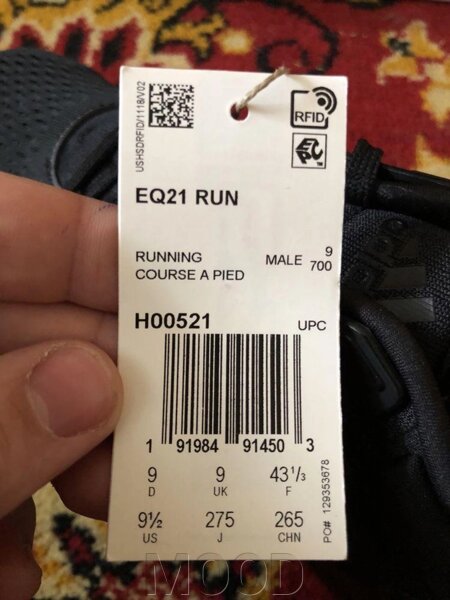 USHSDRFID/1118/V02
RFID
EPC™
EQ21 RUN
RUNNING
COURSE A PIED
MALE
9
700
H00521
UPC
1 91984 91450 3
9 9 43 1/3
D UK F
9½ 275 265
US J CHN
PO# 129353678
MOOD